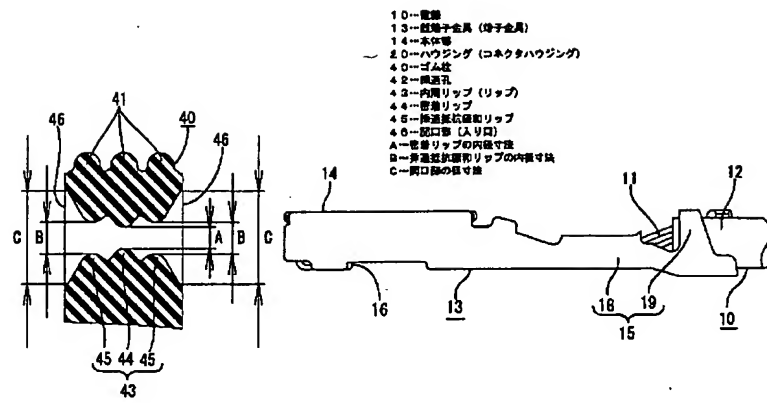 10…電線
13…雌端子金具 (端子金具)
14…本体部
20…ハウジング (コネクタハウジング)
40…ゴム栓
42…挿通孔
43…内周リップ (リップ)
44…密着リップ
45…挿通抵抗緩和リップ
46…開口部 (入り口)
A…密着リップの内径寸法
B…挿通抵抗緩和リップの内径寸法
C…開口部の径寸法
41
40
46
46
C
B
A
B
C
45
44
45
43
14
11
12
16
13
18
19
15
10